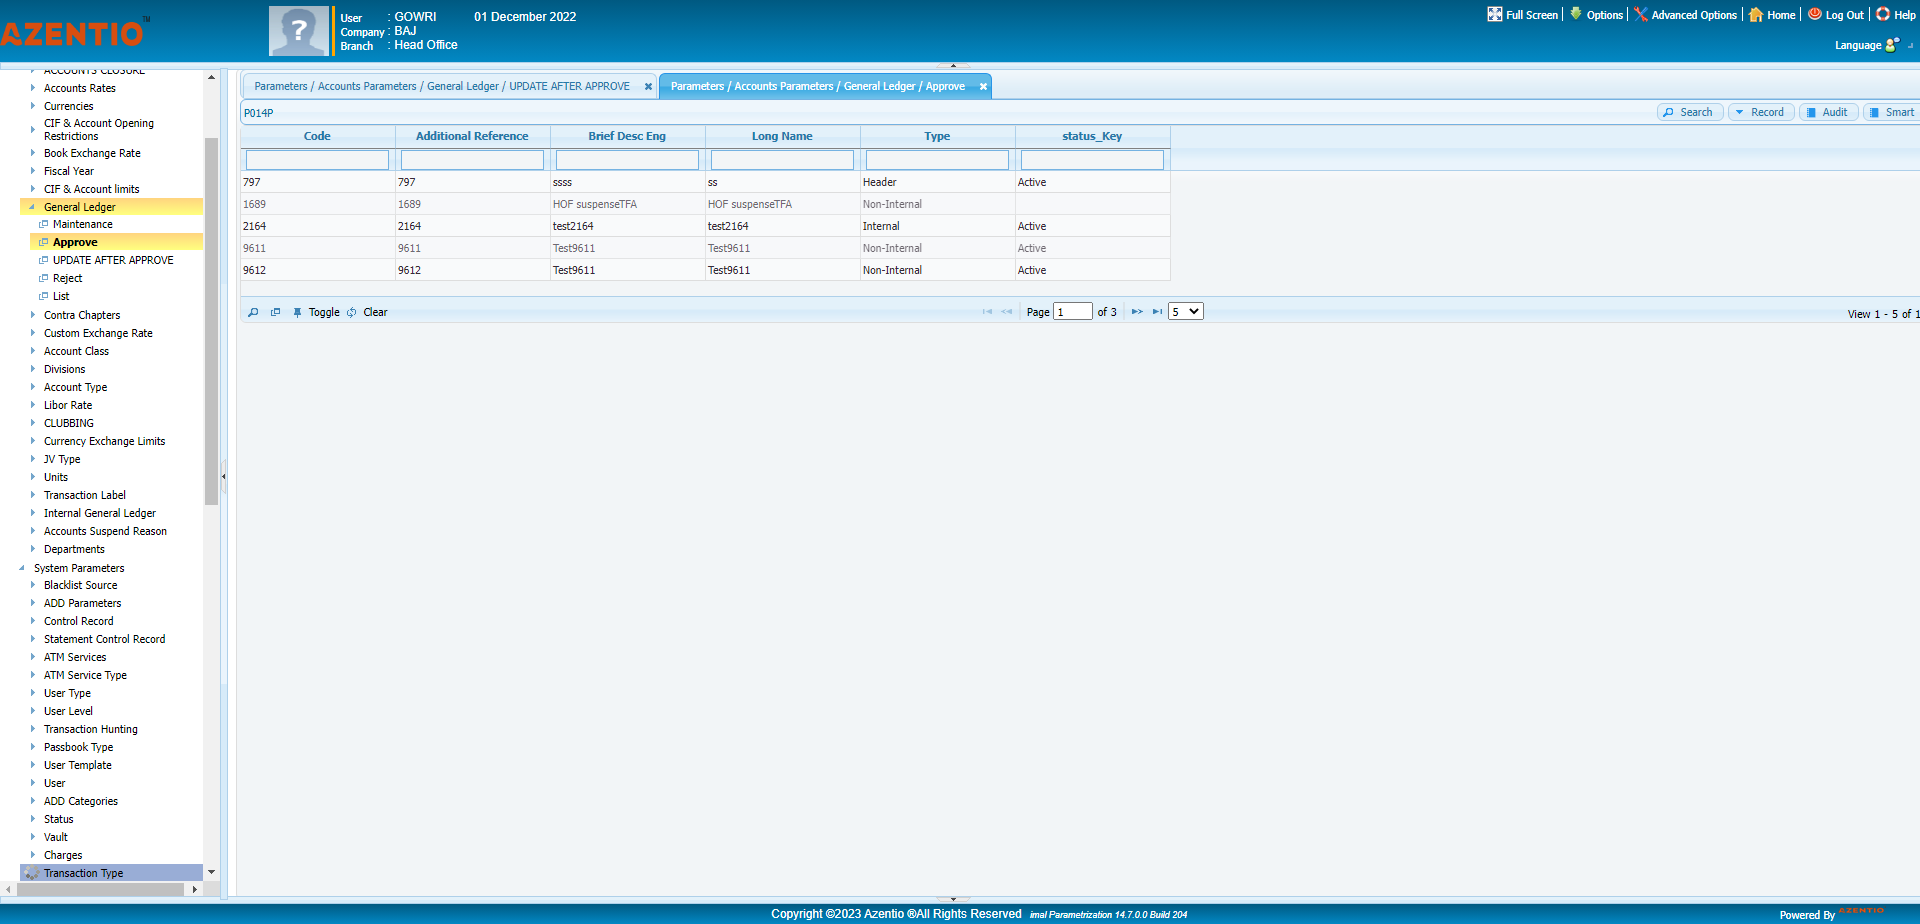 AZENTIO™
User : GOWRI 01 December 2022
Company : BAJ
Branch : Head Office
Full Screen Options Advanced Options Home Log Out Help
Language
ACCOUNTS CLOSURE
Accounts Rates
Currencies
CIF & Account Opening
Restrictions
Book Exchange Rate
Fiscal Year
CIF & Account limits
General Ledger
Maintenance
Approve
UPDATE AFTER APPROVE
Reject
List
Contra Chapters
Custom Exchange Rate
Account Class
Divisions
Account Type
Libor Rate
CLUBBING
Currency Exchange Limits
JV Type
Units
Transaction Label
Internal General Ledger
Accounts Suspend Reason
Departments
System Parameters
Blacklist Source
ADD Parameters
Control Record
Statement Control Record
ATM Services
ATM Service Type
User Type
User Level
Transaction Hunting
Passbook Type
User Template
User
ADD Categories
Status
Vault
Charges
Transaction Type
Parameters / Accounts Parameters / General Ledger / UPDATE AFTER APPROVE Parameters / Accounts Parameters / General Ledger / Approve
P014P Search Record Audit Smart
Code Additional Reference Brief Desc Eng Long Name Type status_Key
797 797 ssss ss Header Active
1689 1689 HOF suspenseTFA HOF suspenseTFA Non-Internal
2164 2164 test2164 test2164 Internal Active
9611 9611 Test9611 Test9611 Non-Internal Active
9612 9612 Test9611 Test9611 Non-Internal Active
Toggle Clear Page 1 of 3 5 View 1 - 5 of 1
Copyright ©2023 Azentio ®All Rights Reserved imal Parametrization 14.7.0.0 Build 204
Powered By AZENTIO